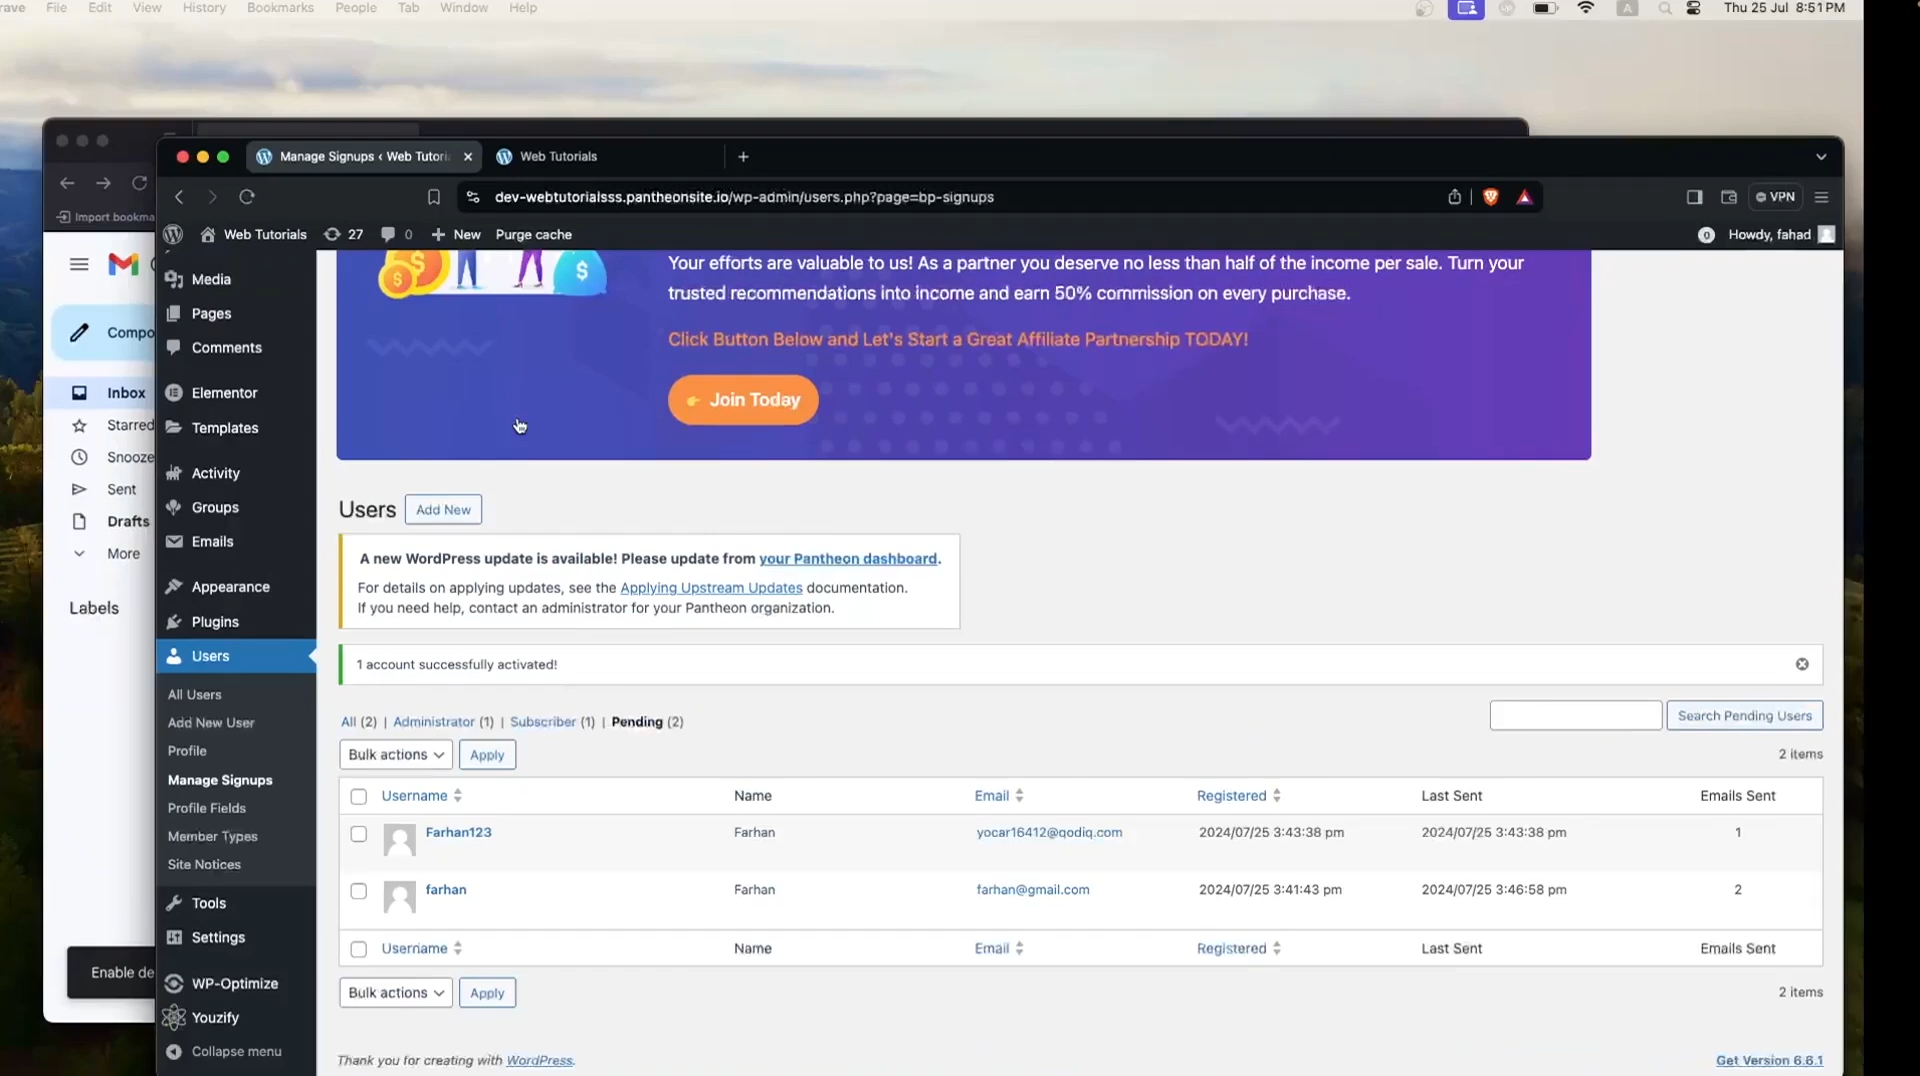 rave File Edit View History Bookmarks People Tab Window Help
A
Thu 25 Jul 8:51 PM
Manage Signups ‹ Web Tutori
Web Tutorials
dev-webtutorialsss.pantheonsite.io/wp-admin/users.php?page=bp-signups
VPN
Import bookma
Web Tutorials 27 0 New Purge cache
0 Howdy, fahad
Compo
Inbox
Starred
Snooze
Sent
Drafts
More
Labels
Enable de
Media
Pages
Comments
Elementor
Templates
Activity
Groups
Emails
Appearance
Plugins
Users
All Users
Add New User
Profile
Manage Signups
Profile Fields
Member Types
Site Notices
Tools
Settings
WP-Optimize
Youzify
Collapse menu
Your efforts are valuable to us! As a partner you deserve no less than half of the income per sale. Turn your
trusted recommendations into income and earn 50% commission on every purchase.
Click Button Below and Let's Start a Great Affiliate Partnership TODAY!
Join Today
Users Add New
A new WordPress update is available! Please update from your Pantheon dashboard.
For details on applying updates, see the Applying Upstream Updates documentation.
If you need help, contact an administrator for your Pantheon organization.
1 account successfully activated!
All (2) | Administrator (1) | Subscriber (1) | Pending (2)
Search Pending Users
Bulk actions Apply
2 items
Username Name Email Registered Last Sent Emails Sent
Farhan123 Farhan yocar16412@qodiq.com 2024/07/25 3:43:38 pm 2024/07/25 3:43:38 pm 1
farhan Farhan farhan@gmail.com 2024/07/25 3:41:43 pm 2024/07/25 3:46:58 pm 2
Username Name Email Registered Last Sent Emails Sent
Bulk actions Apply
2 items
Thank you for creating with WordPress.
Get Version 6.6.1